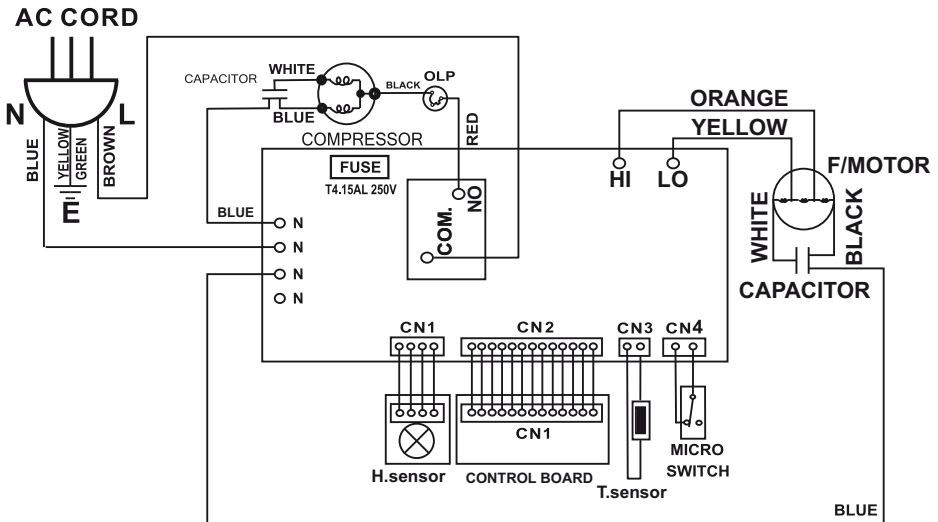 AC CORD
N
L
BLUE
YELLOW
GREEN
BROWN
E
CAPACITOR
WHITE
BLUE
BLACK
OLP
RED
COMPRESSOR
FUSE
T4.15AL 250V
COM.
NO
BLUE
N
N
N
N
ORANGE
YELLOW
HI
LO
F/MOTOR
WHITE
BLACK
CAPACITOR
CN1
CN2
CN3
CN4
CN1
H.sensor
CONTROL BOARD
T.sensor
MICRO
SWITCH
BLUE